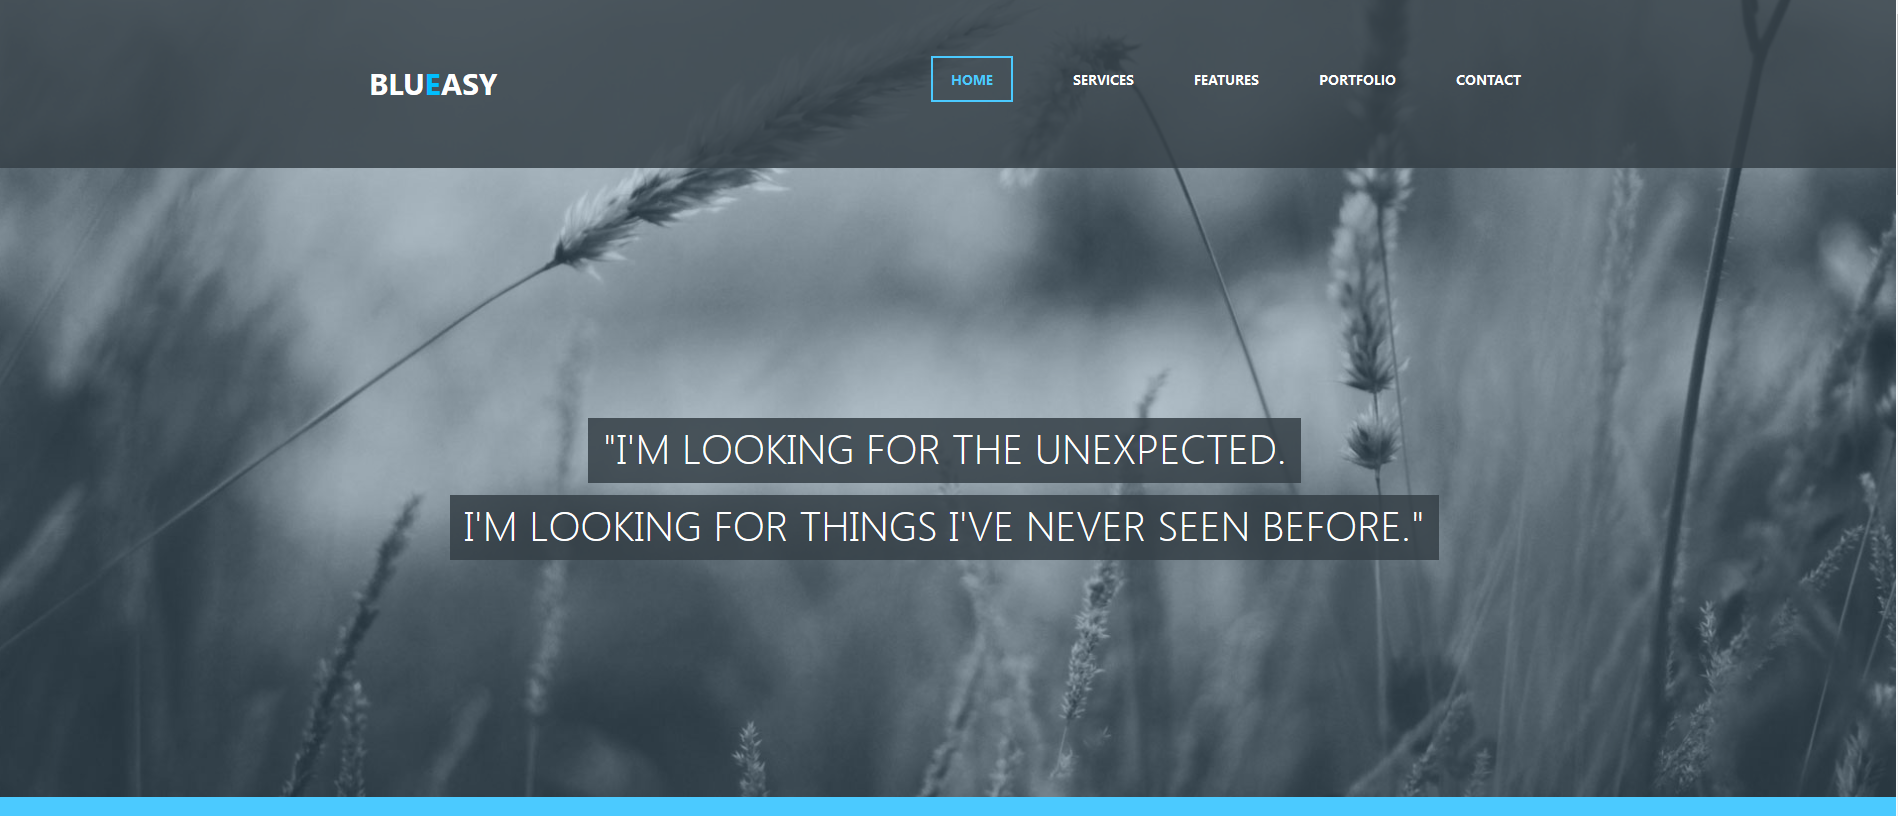 BLUEASY
HOME SERVICES FEATURES PORTFOLIO CONTACT
"I'M LOOKING FOR THE UNEXPECTED.
I'M LOOKING FOR THINGS I'VE NEVER SEEN BEFORE."